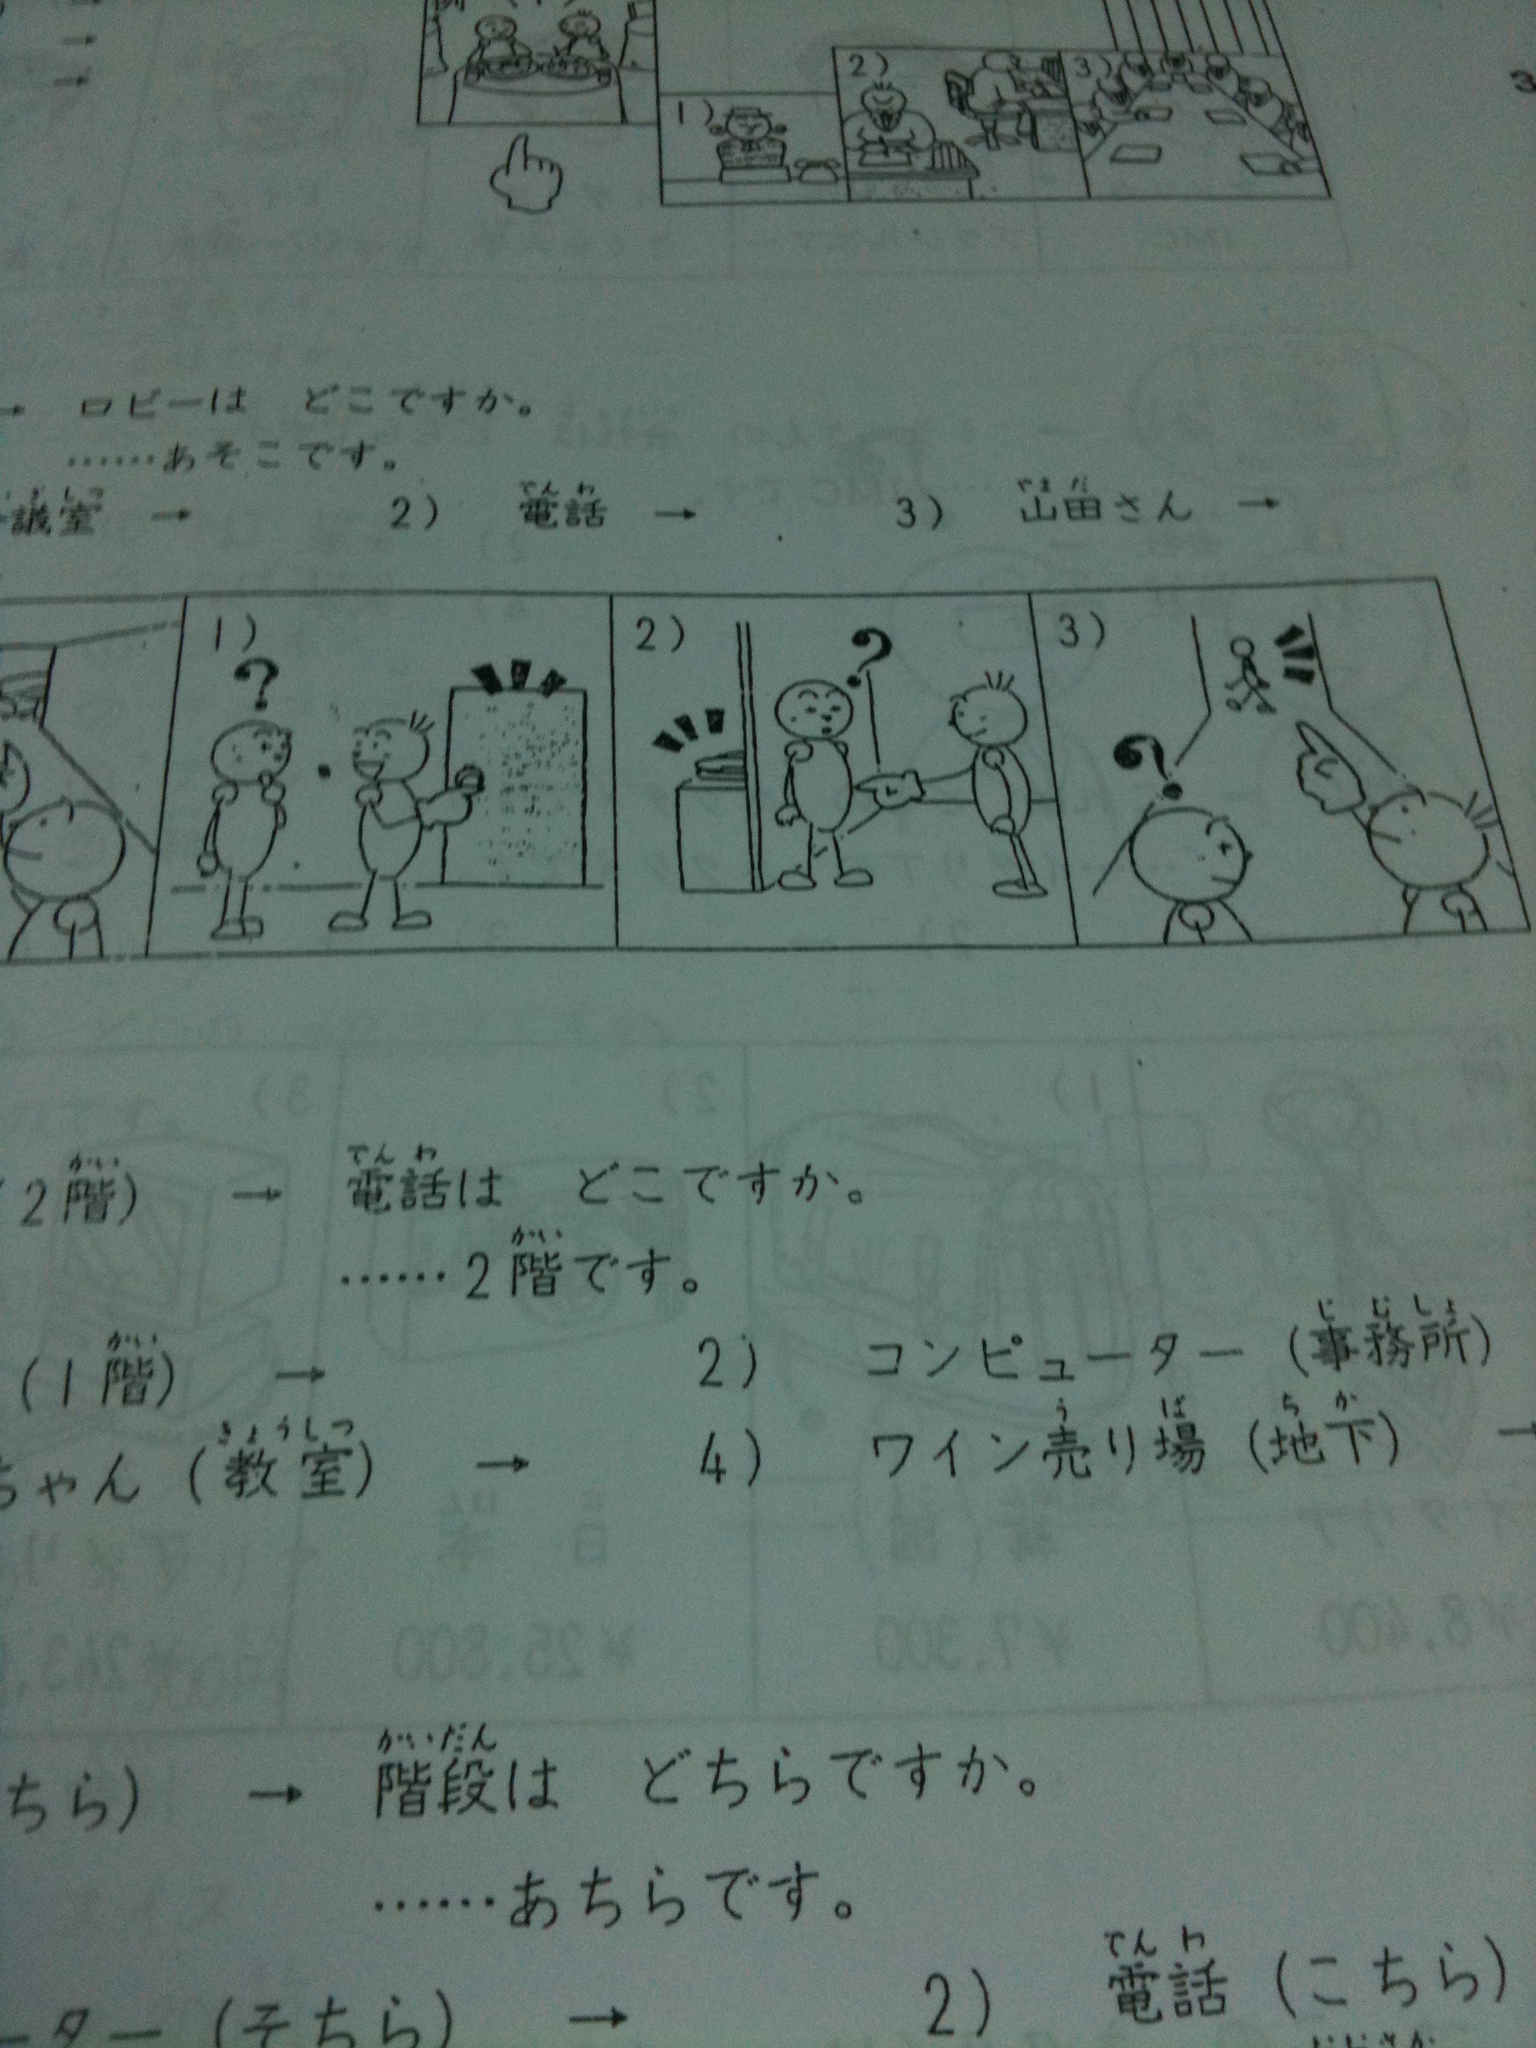 2)
3)
1)
3
→ ロビーは どこですか。
……あそこです。
議室 → 2) 電話 → 3) 山田さん →
1) 2) 3)
2階) → 電話は どこですか。
……2階です。
(1階) → 2) コンピューター (事務所)
ちゃん (教室) → 4) ワイン売り場 (地下) →
ちら) → 階段は どちらですか。
……あちらです。
ーター (そちら) → 2) 電話 (こちら)